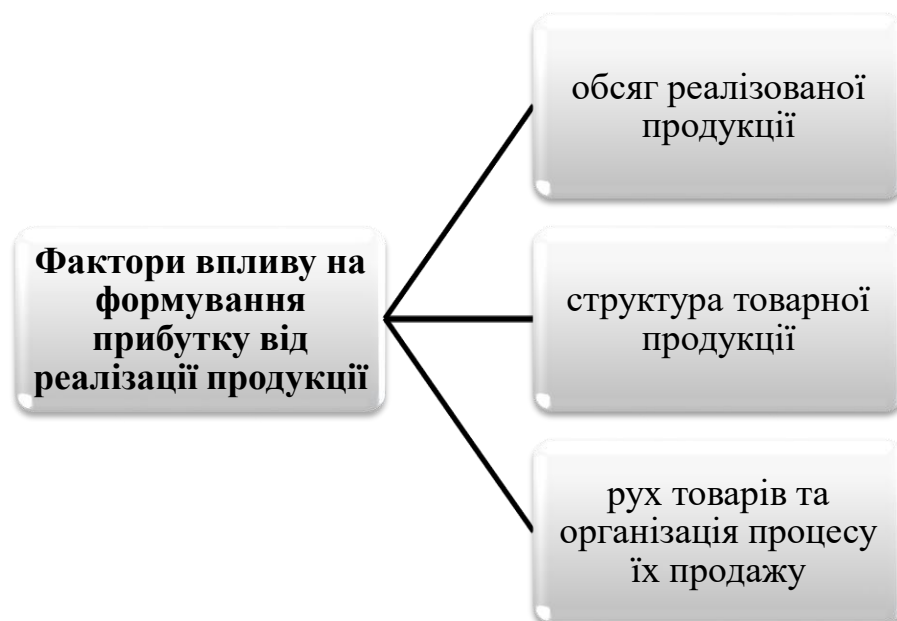 Фактори впливу на
формування
прибутку від
реалізації продукції
обсяг реалізованої
продукції
структура товарної
продукції
рух товарів та
організація процесу
їх продажу